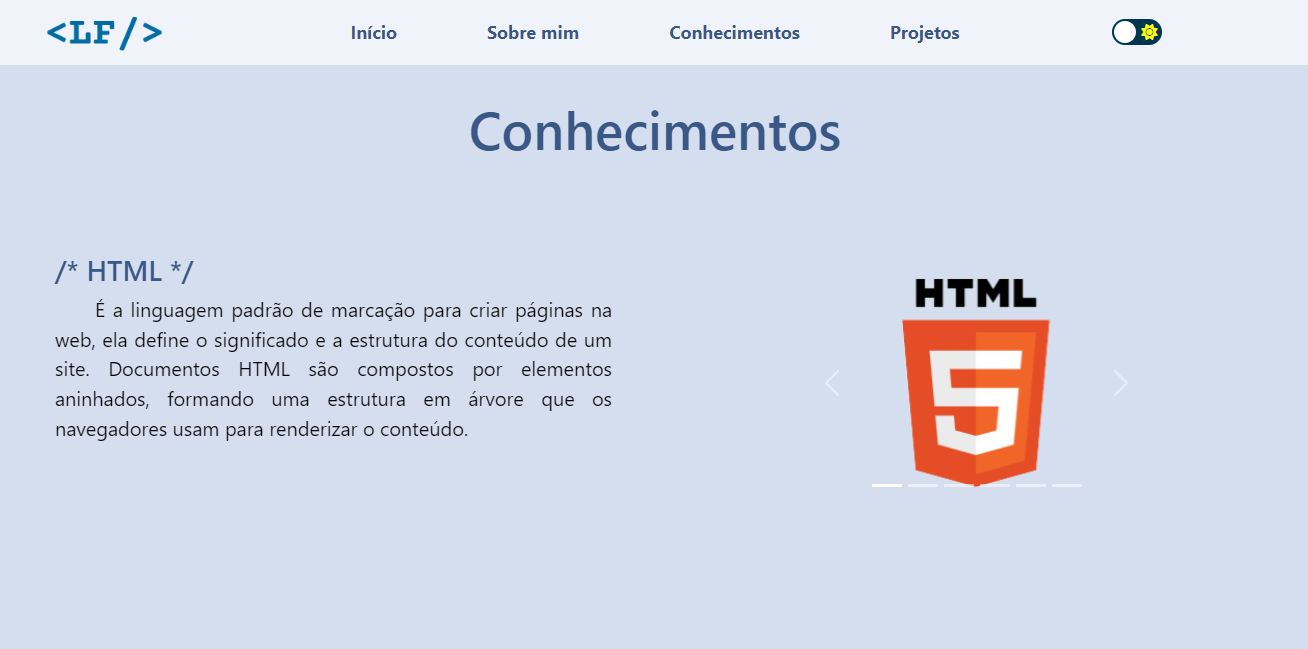 <LF/>
Início
Sobre mim
Conhecimentos
Projetos
Conhecimentos
/* HTML */
É a linguagem padrão de marcação para criar páginas na
web, ela define o significado e a estrutura do conteúdo de um
site. Documentos HTML são compostos por elementos
aninhados, formando uma estrutura em árvore que os
navegadores usam para renderizar o conteúdo.
HTML
5